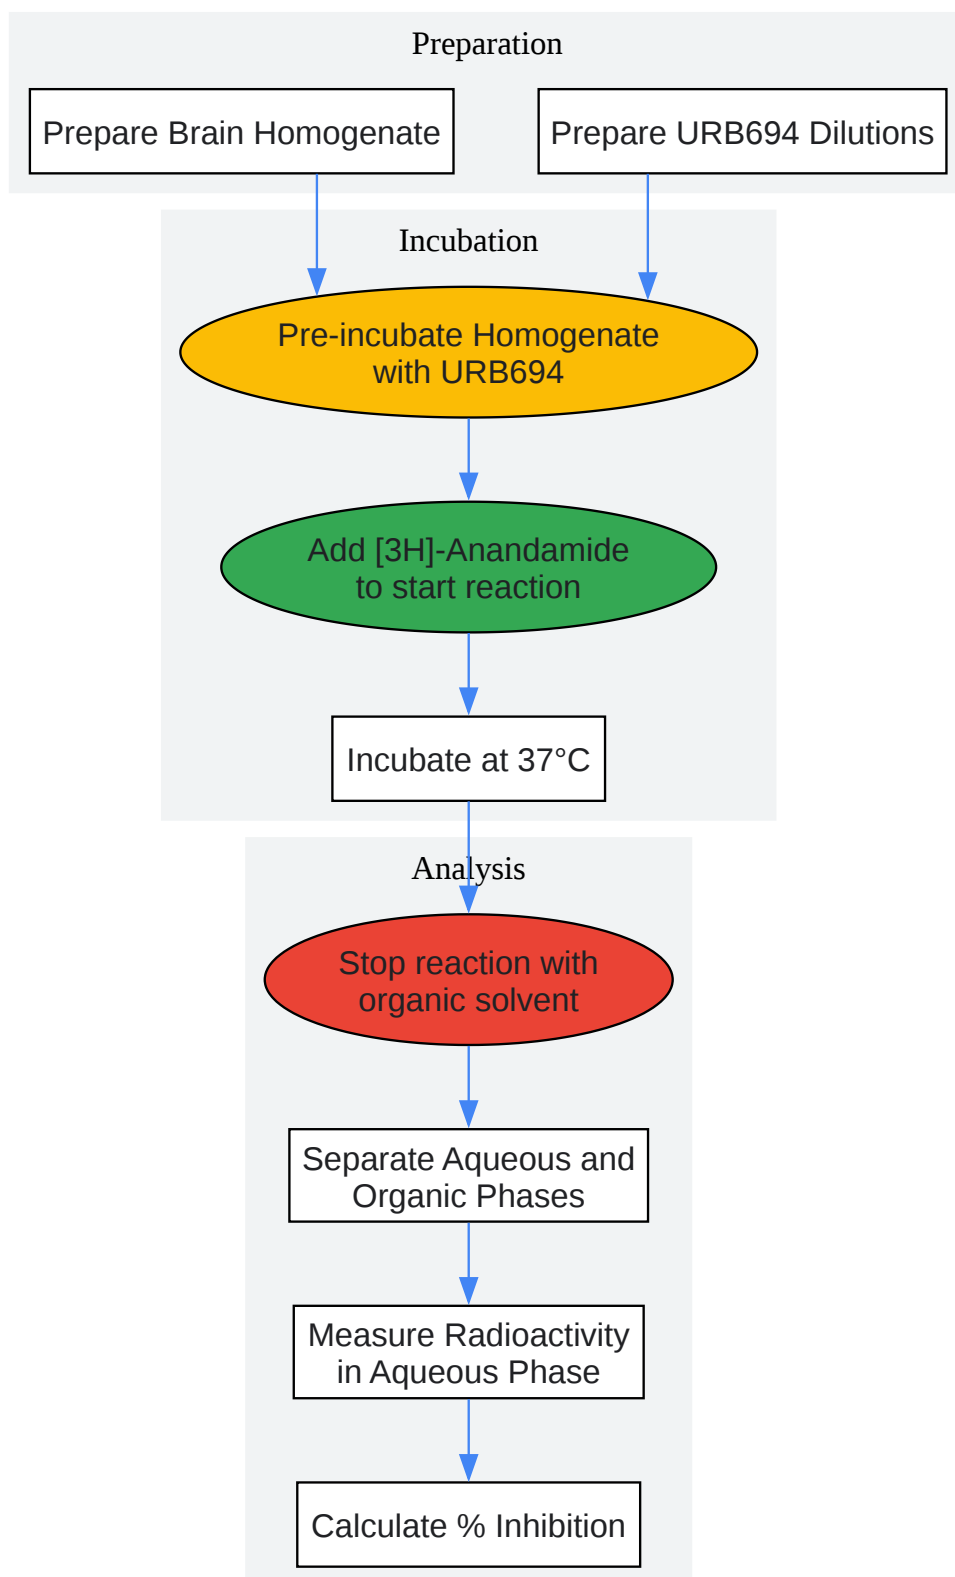 Preparation
Prepare Brain Homogenate
Prepare URB694 Dilutions
Incubation
Pre-incubate Homogenate
with URB694
Add [3H]-Anandamide
to start reaction
Incubate at 37°C
Analysis
Stop reaction with
organic solvent
Separate Aqueous and
Organic Phases
Measure Radioactivity
in Aqueous Phase
Calculate % Inhibition